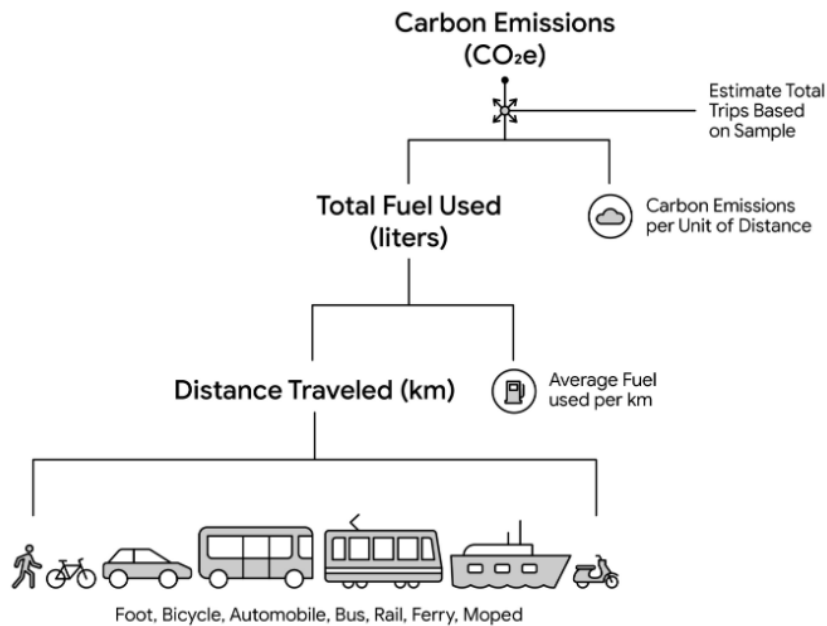 Carbon Emissions
(CO₂e)
Estimate Total
Trips Based
on Sample
Total Fuel Used
(liters)
Carbon Emissions
per Unit of Distance
Distance Traveled (km)
Average Fuel
used per km
Foot, Bicycle, Automobile, Bus, Rail, Ferry, Moped